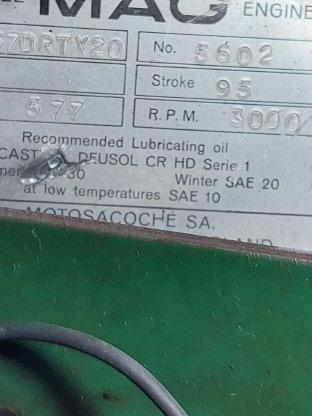 MAG ENGINE
67DRTX20 No. 5602
Stroke 95
577 R.P.M. 3000/
Recommended Lubricating oil
DEUSOL CR HD Serie 1
30 Winter SAE 20
at low temperatures SAE 10
MOTOSACOCHE SA.